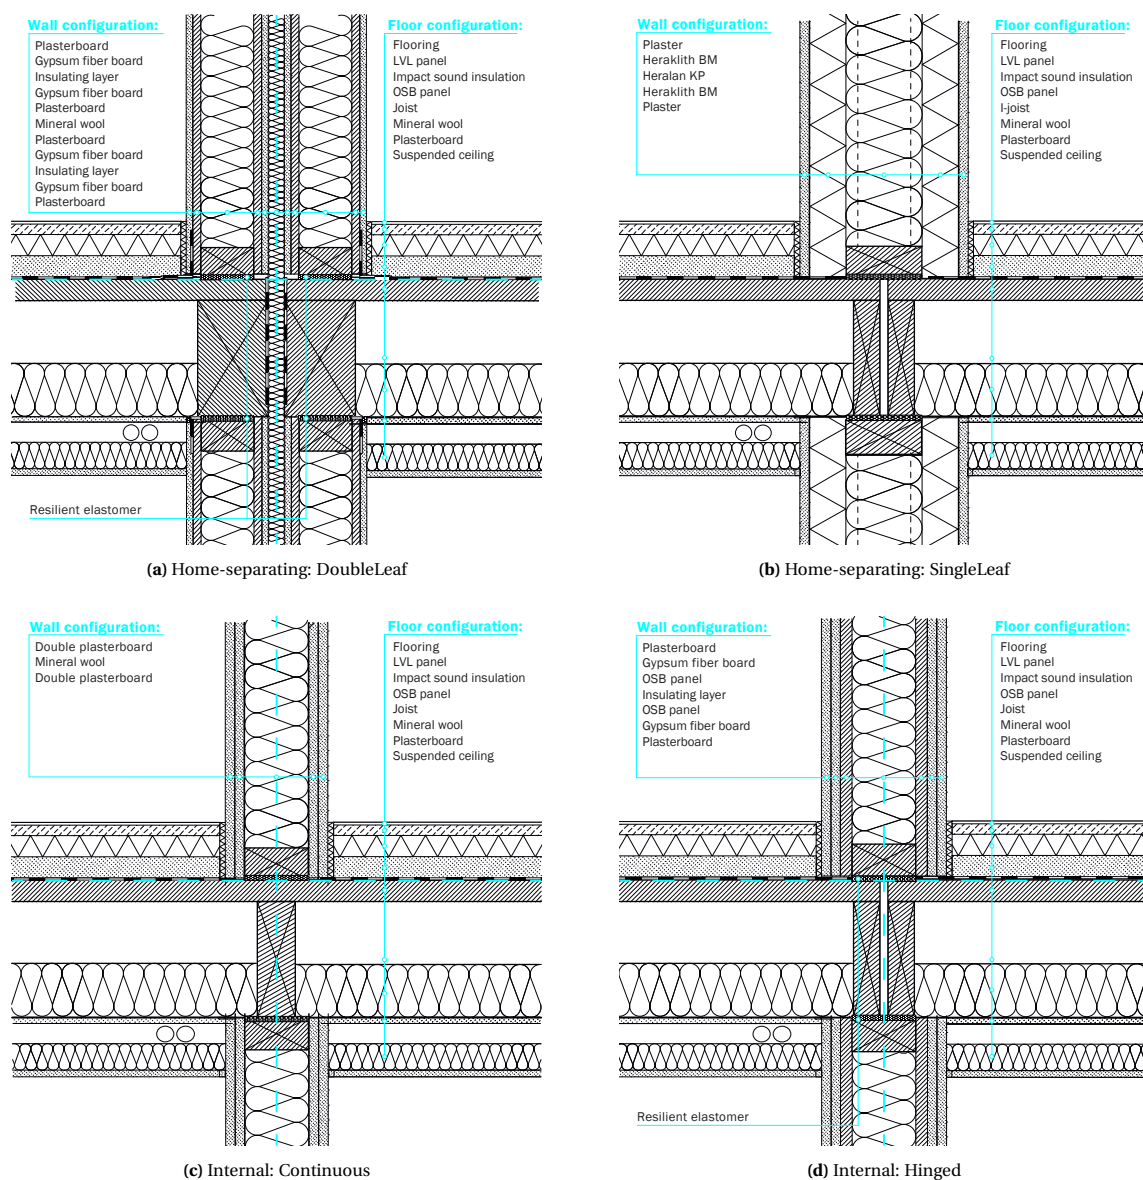 Wall configuration:
Plasterboard
Gypsum fiber board
Insulating layer
Gypsum fiber board
Plasterboard
Mineral wool
Plasterboard
Gypsum fiber board
Insulating layer
Gypsum fiber board
Plasterboard
Floor configuration:
Flooring
LVL panel
Impact sound insulation
OSB panel
Joist
Mineral wool
Plasterboard
Suspended ceiling
Resilient elastomer
(a) Home-separating: DoubleLeaf
Wall configuration:
Plaster
Heraklith BM
Heralan KP
Heraklith BM
Plaster
Floor configuration:
Flooring
LVL panel
Impact sound insulation
OSB panel
I-joist
Mineral wool
Plasterboard
Suspended ceiling
(b) Home-separating: SingleLeaf
Wall configuration:
Double plasterboard
Mineral wool
Double plasterboard
Floor configuration:
Flooring
LVL panel
Impact sound insulation
OSB panel
Joist
Mineral wool
Plasterboard
Suspended ceiling
(c) Internal: Continuous
Wall configuration:
Plasterboard
Gypsum fiber board
OSB panel
Insulating layer
OSB panel
Gypsum fiber board
Plasterboard
Floor configuration:
Flooring
LVL panel
Impact sound insulation
OSB panel
Joist
Mineral wool
Plasterboard
Suspended ceiling
Resilient elastomer
(d) Internal: Hinged